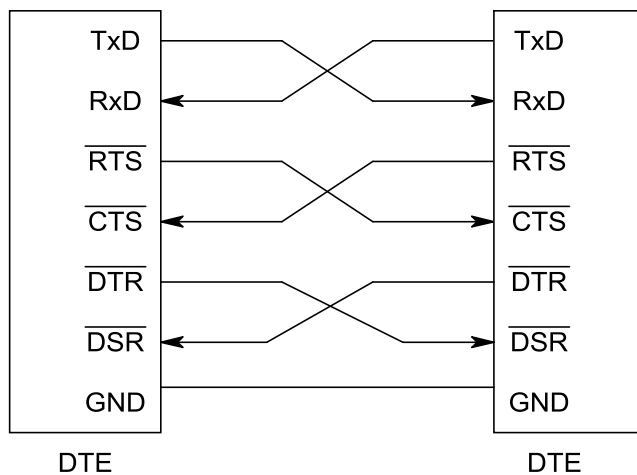 TxD TxD
RxD RxD
RTS RTS
CTS CTS
DTR DTR
DSR DSR
GND GND
DTE DTE